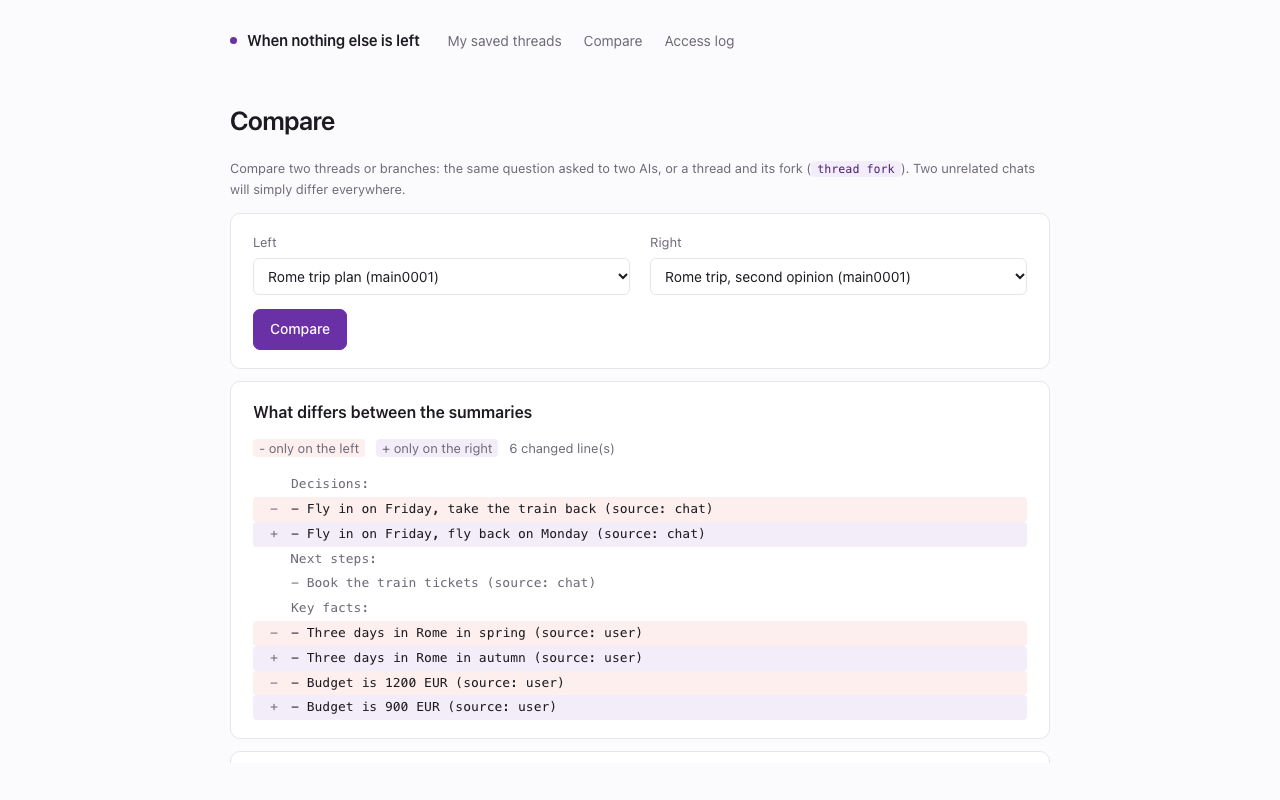 When nothing else is left My saved threads Compare Access log
Compare
Compare two threads or branches: the same question asked to two AIs, or a thread and its fork ( thread fork ). Two unrelated chats
will simply differ everywhere.
Left Right
Rome trip plan (main0001) Rome trip, second opinion (main0001)
Compare
What differs between the summaries
- only on the left + only on the right 6 changed line(s)
Decisions:
− – Fly in on Friday, take the train back (source: chat)
+ – Fly in on Friday, fly back on Monday (source: chat)
Next steps:
– Book the train tickets (source: chat)
Key facts:
− – Three days in Rome in spring (source: user)
+ – Three days in Rome in autumn (source: user)
− – Budget is 1200 EUR (source: user)
+ – Budget is 900 EUR (source: user)